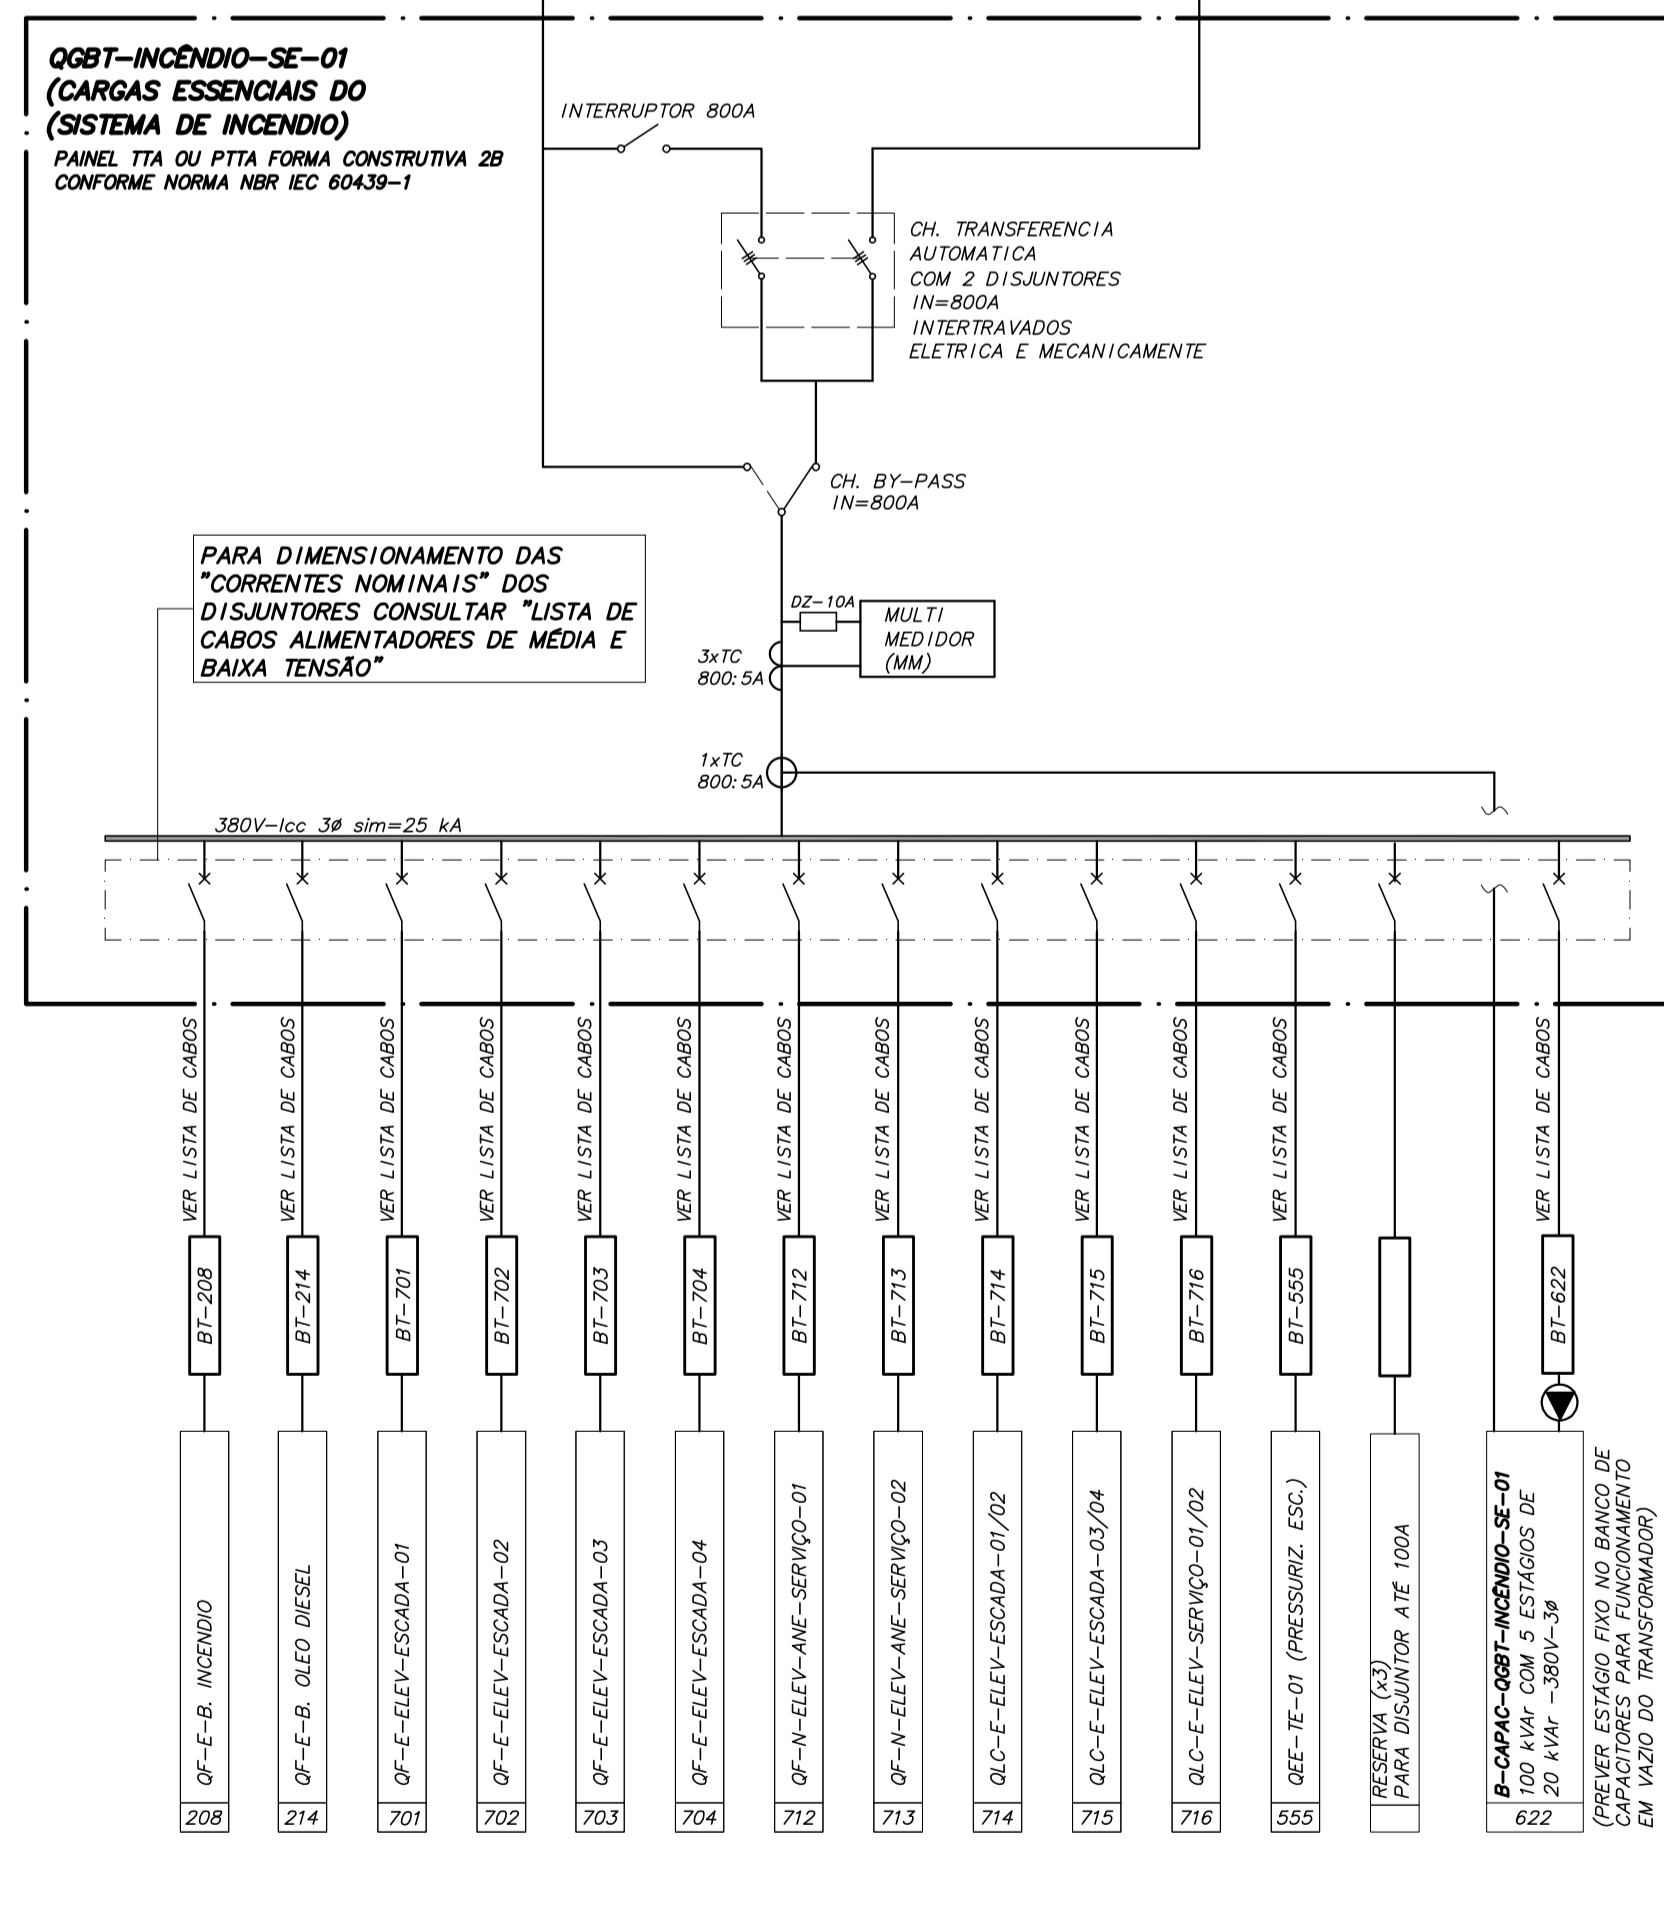 QGBT-INCÊNDIO-SE-01
(CARGAS ESSENCIAIS DO
(SISTEMA DE INCENDIO)
PAINEL TTA OU PTTA FORMA CONSTRUTIVA 2B
CONFORME NORMA NBR IEC 60439-1
INTERRUPTOR 800A
CH. TRANSFERENCIA
AUTOMATICA
COM 2 DISJUNTORES
IN=800A
INTERTRAVADOS
ELETRICA E MECANICAMENTE
CH. BY-PASS
IN=800A
PARA DIMENSIONAMENTO DAS
"CORRENTES NOMINAIS" DOS
DISJUNTORES CONSULTAR "LISTA DE
CABOS ALIMENTADORES DE MÉDIA E
BAIXA TENSÃO"
DZ-10A
MULTI
MEDIDOR
(MM)
3xTC
800:5A
1xTC
800:5A
380V-Icc 3ø sim=25 kA
VER LISTA DE CABOS
VER LISTA DE CABOS
VER LISTA DE CABOS
VER LISTA DE CABOS
VER LISTA DE CABOS
VER LISTA DE CABOS
VER LISTA DE CABOS
VER LISTA DE CABOS
VER LISTA DE CABOS
VER LISTA DE CABOS
VER LISTA DE CABOS
VER LISTA DE CABOS
VER LISTA DE CABOS
BT-208
BT-214
BT-701
BT-702
BT-703
BT-704
BT-712
BT-713
BT-714
BT-715
BT-716
BT-555
BT-622
QF-E-B. INCENDIO
QF-E-B. OLEO DIESEL
QF-E-ELEV-ESCADA-01
QF-E-ELEV-ESCADA-02
QF-E-ELEV-ESCADA-03
QF-E-ELEV-ESCADA-04
QF-N-ELEV-ANE-SERVIÇO-01
QF-N-ELEV-ANE-SERVIÇO-02
QLC-E-ELEV-ESCADA-01/02
QLC-E-ELEV-ESCADA-03/04
QLC-E-ELEV-SERVIÇO-01/02
QEE-TE-01 (PRESSURIZ. ESC.)
RESERVA (x3)
PARA DISJUNTOR ATÉ 100A
B-CAPAC-QGBT-INCÊNDIO-SE-01
100 kVAr COM 5 ESTÁGIOS DE
20 kVAr -380V-3ø
(PREVER ESTÁGIO FIXO NO BANCO DE
CAPACITORES PARA FUNCIONAMENTO
EM VAZIO DO TRANSFORMADOR)
208
214
701
702
703
704
712
713
714
715
716
555
622